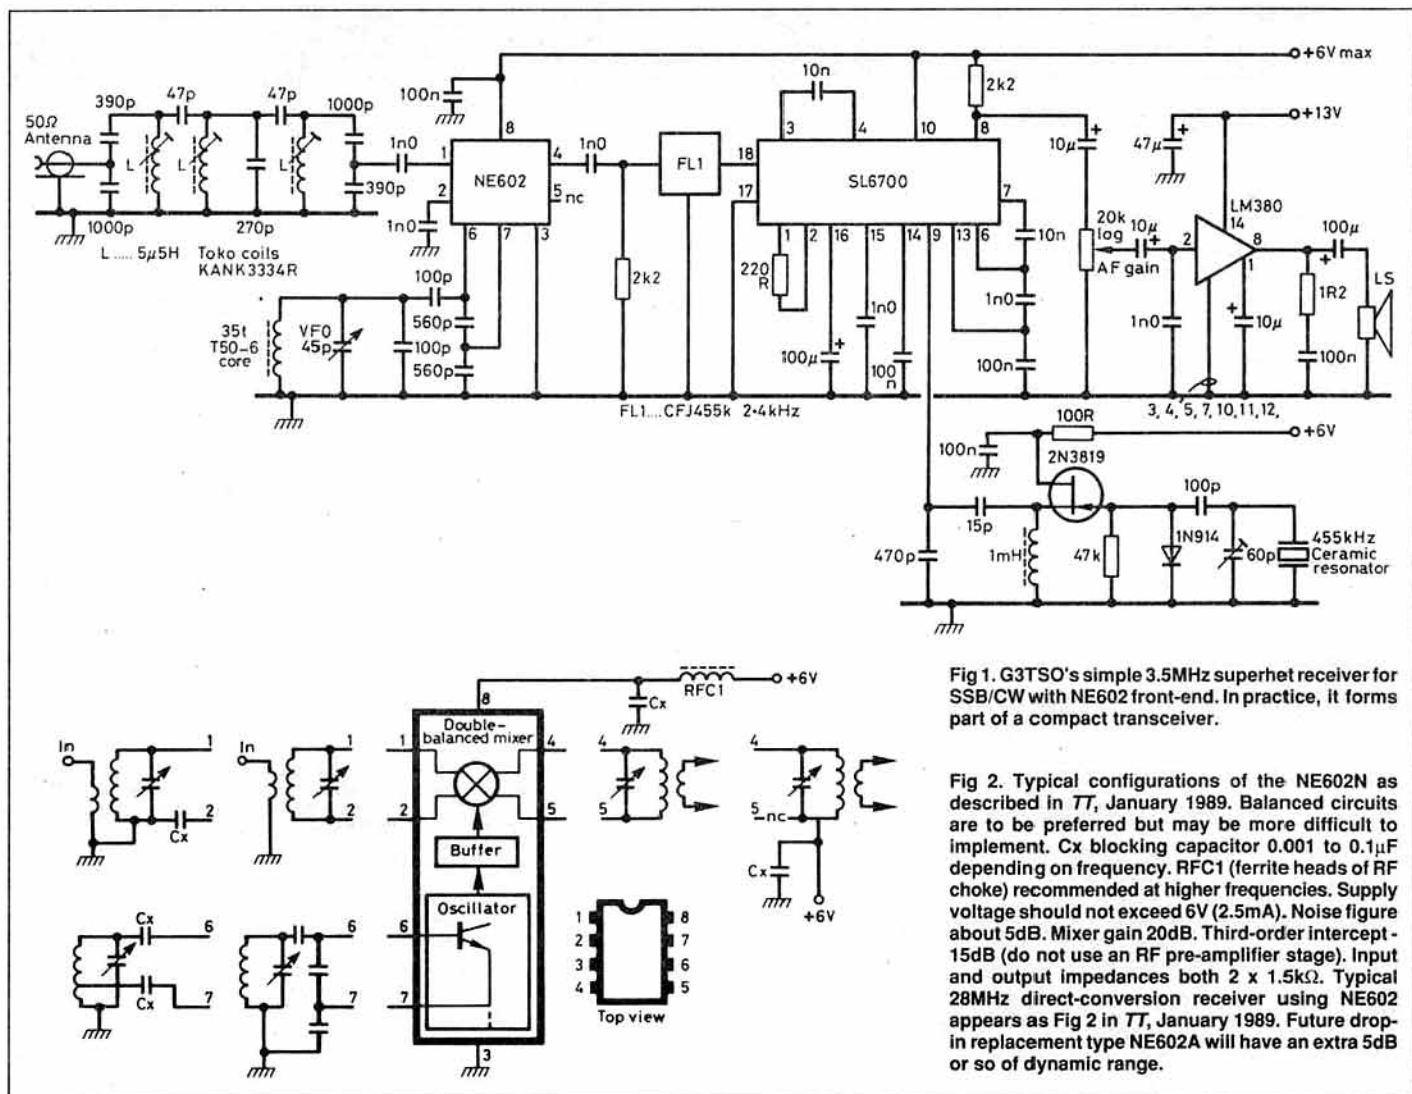 +6V max
10n
2k2
390p
47p
47p
1000p
100n
50Ω
Antenna
L
L
L
1n0
1n0
390p
1000p
270p
L ..... 5µ5H
Toko coils
KANK3334R
8
1
NE602
4
2
5
nc
6
7
3
1n0
100p
560p
560p
35t
T50-6
core
VFO
45p
100p
2k2
FL1
FL1....CFJ455k 2·4kHz
3
4
10
8
18
SL6700
17
7
1
2
16
15
14
9
13
6
220
R
100µ
+
1n0
100
n
10n
1n0
100n
+13V
10µ
+
47µ
+
LM380
14
20k
log
AF gain
10µ
+
2
8
1
100µ
+
LS
1n0
+
10µ
1R2
100n
3, 4, 5, 7, 10, 11, 12,
100R
+6V
100n
2N3819
15p
100p
470p
1mH
47k
1N914
60p
455kHz
Ceramic
resonator
RFC1
+6V
8
Cx
Double-
balanced mixer
In
1
2
Cx
In
1
2
1
4
2
5
Buffer
Oscillator
6
7
3
4
5
4
5
nc
Cx
+6V
Cx
6
Cx
7
6
7
1
8
2
7
3
6
4
5
Top view
Fig 1. G3TSO's simple 3.5MHz superhet receiver for
SSB/CW with NE602 front-end. In practice, it forms
part of a compact transceiver.
Fig 2. Typical configurations of the NE602N as
described in TT, January 1989. Balanced circuits
are to be preferred but may be more difficult to
implement. Cx blocking capacitor 0.001 to 0.1µF
depending on frequency. RFC1 (ferrite heads of RF
choke) recommended at higher frequencies. Supply
voltage should not exceed 6V (2.5mA). Noise figure
about 5dB. Mixer gain 20dB. Third-order intercept -
15dB (do not use an RF pre-amplifier stage). Input
and output impedances both 2 x 1.5kΩ. Typical
28MHz direct-conversion receiver using NE602
appears as Fig 2 in TT, January 1989. Future drop-
in replacement type NE602A will have an extra 5dB
or so of dynamic range.